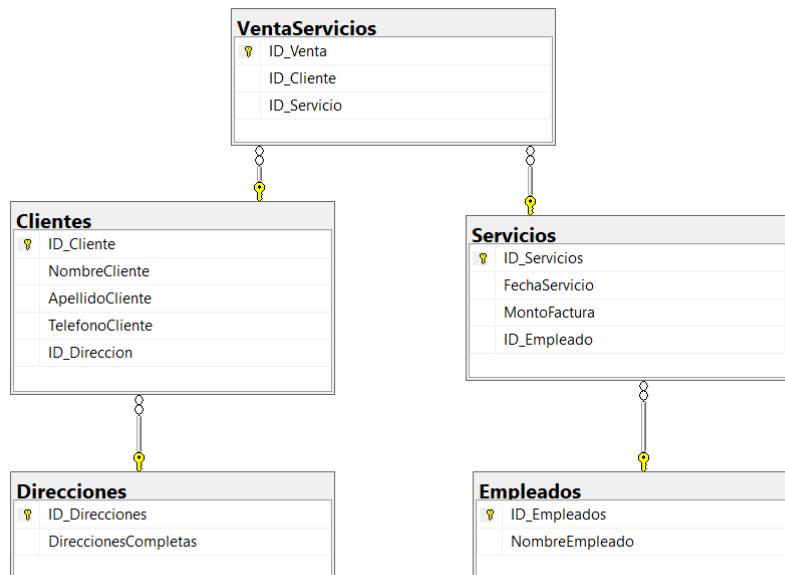 VentaServicios
ID_Venta
ID_Cliente
ID_Servicio
Clientes
ID_Cliente
NombreCliente
ApellidoCliente
TelefonoCliente
ID_Direccion
Servicios
ID_Servicios
FechaServicio
MontoFactura
ID_Empleado
Direcciones
ID_Direcciones
DireccionesCompletas
Empleados
ID_Empleados
NombreEmpleado